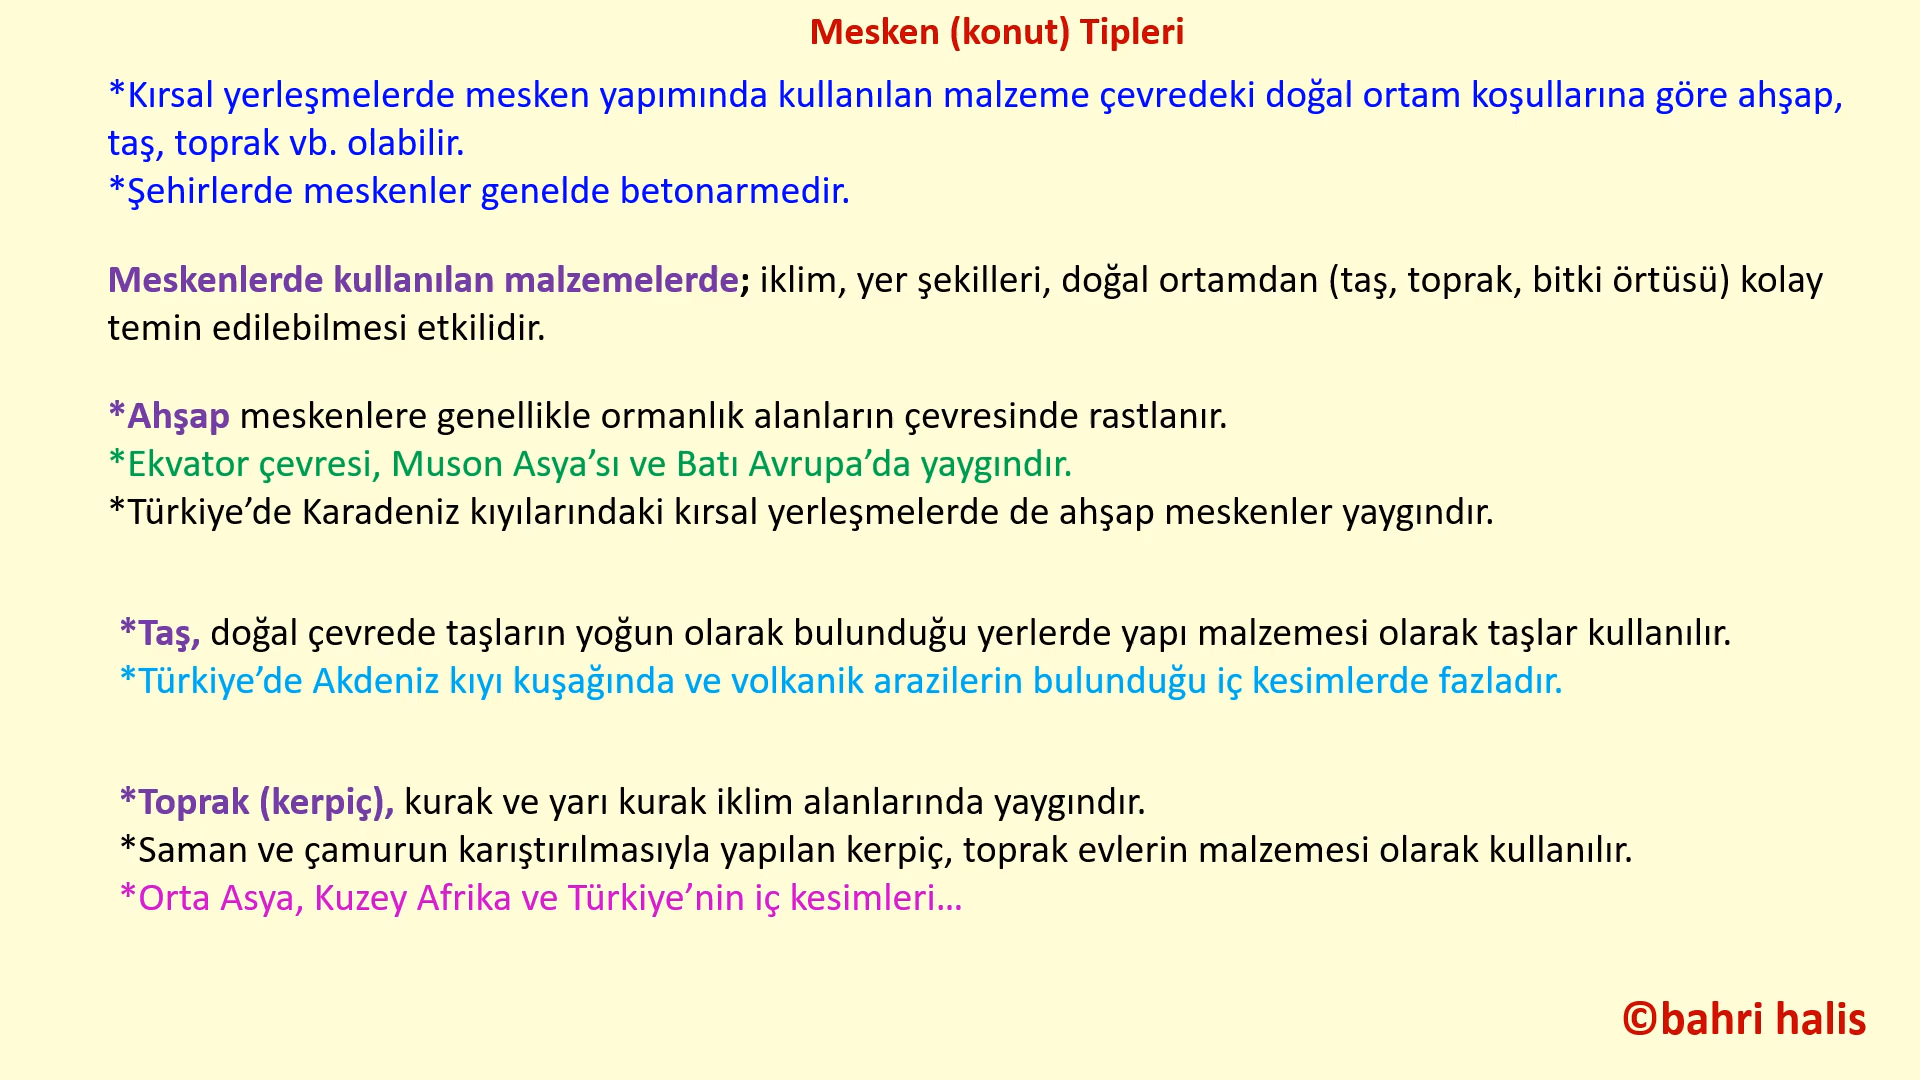 Mesken (konut) Tipleri
*Kırsal yerleşmelerde mesken yapımında kullanılan malzeme çevredeki doğal ortam koşullarına göre ahşap,
taş, toprak vb. olabilir.
*Şehirlerde meskenler genelde betonarmedir.
Meskenlerde kullanılan malzemelerde; iklim, yer şekilleri, doğal ortamdan (taş, toprak, bitki örtüsü) kolay
temin edilebilmesi etkilidir.
*Ahşap meskenlere genellikle ormanlık alanların çevresinde rastlanır.
*Ekvator çevresi, Muson Asya’sı ve Batı Avrupa’da yaygındır.
*Türkiye’de Karadeniz kıyılarındaki kırsal yerleşmelerde de ahşap meskenler yaygındır.
*Taş, doğal çevrede taşların yoğun olarak bulunduğu yerlerde yapı malzemesi olarak taşlar kullanılır.
*Türkiye’de Akdeniz kıyı kuşağında ve volkanik arazilerin bulunduğu iç kesimlerde fazladır.
*Toprak (kerpiç), kurak ve yarı kurak iklim alanlarında yaygındır.
*Saman ve çamurun karıştırılmasıyla yapılan kerpiç, toprak evlerin malzemesi olarak kullanılır.
*Orta Asya, Kuzey Afrika ve Türkiye’nin iç kesimleri…
©bahri halis